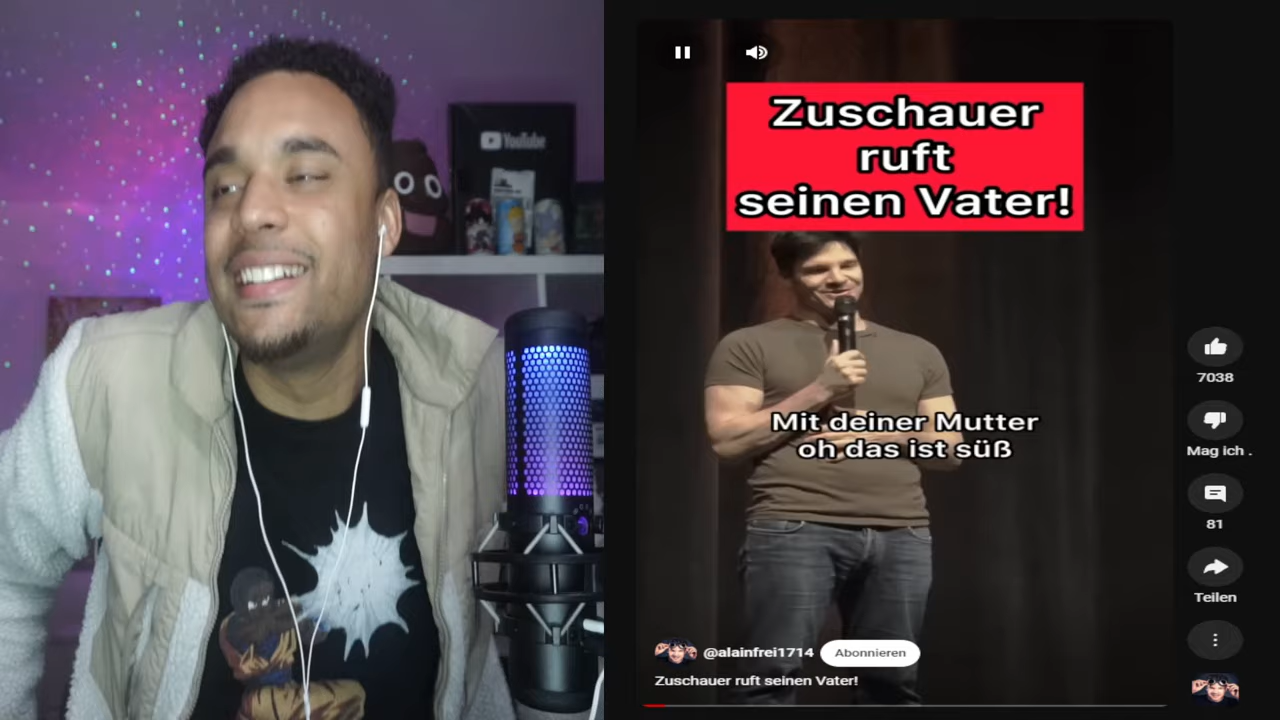 YouTube
Zuschauer
ruft
seinen Vater!
Mit deiner Mutter
oh das ist süß
7038
Mag ich .
81
Teilen
@alainfrei1714
Abonnieren
Zuschauer ruft seinen Vater!